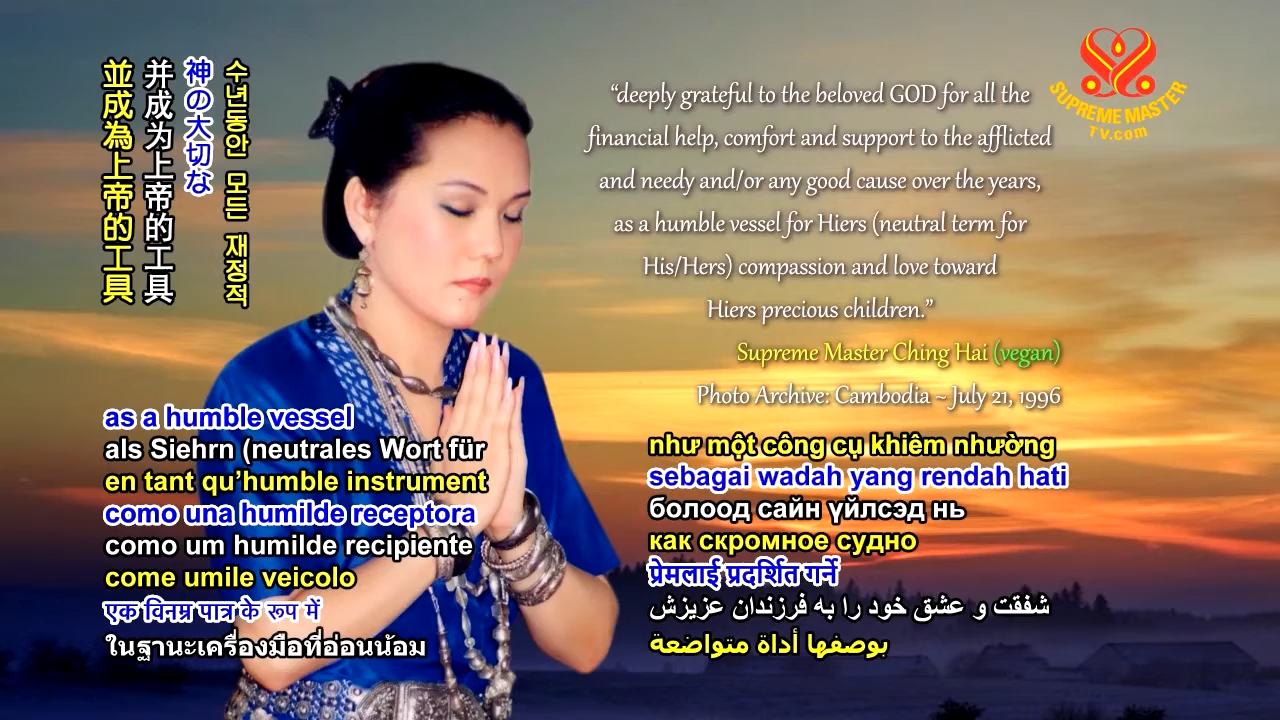 並成為上帝的工具
并成为上帝的工具
神の大切な
수년동안 모든 재정적
“deeply grateful to the beloved GOD for all the
financial help, comfort and support to the afflicted
and needy and/or any good cause over the years,
as a humble vessel for Hiers (neutral term for
His/Hers) compassion and love toward
Hiers precious children.”
Supreme Master Ching Hai (vegan)
Photo Archive: Cambodia ~ July 21, 1996
SUPREME MASTER
TV.com
as a humble vessel
als Siehrn (neutrales Wort für
en tant qu’humble instrument
como una humilde receptora
como um humilde recipiente
come umile veicolo
एक विनम्र पात्र के रूप में
ในฐานะเครื่องมือที่อ่อนน้อม
như một công cụ khiêm nhường
sebagai wadah yang rendah hati
болоод сайн үйлсэд нь
как скромное судно
प्रेमलाई प्रदर्शित गर्ने
شفقت و عشق خود را به فرزندان عزیزش
بوصفها أداة متواضعة